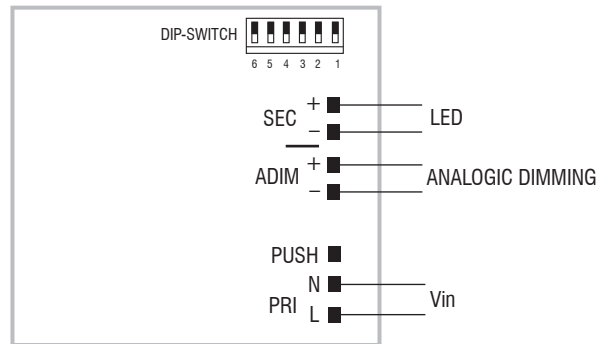 DIP-SWITCH
6 5 4 3 2 1
SEC + −
LED
ADIM + −
ANALOGIC DIMMING
PUSH
PRI N L
Vin